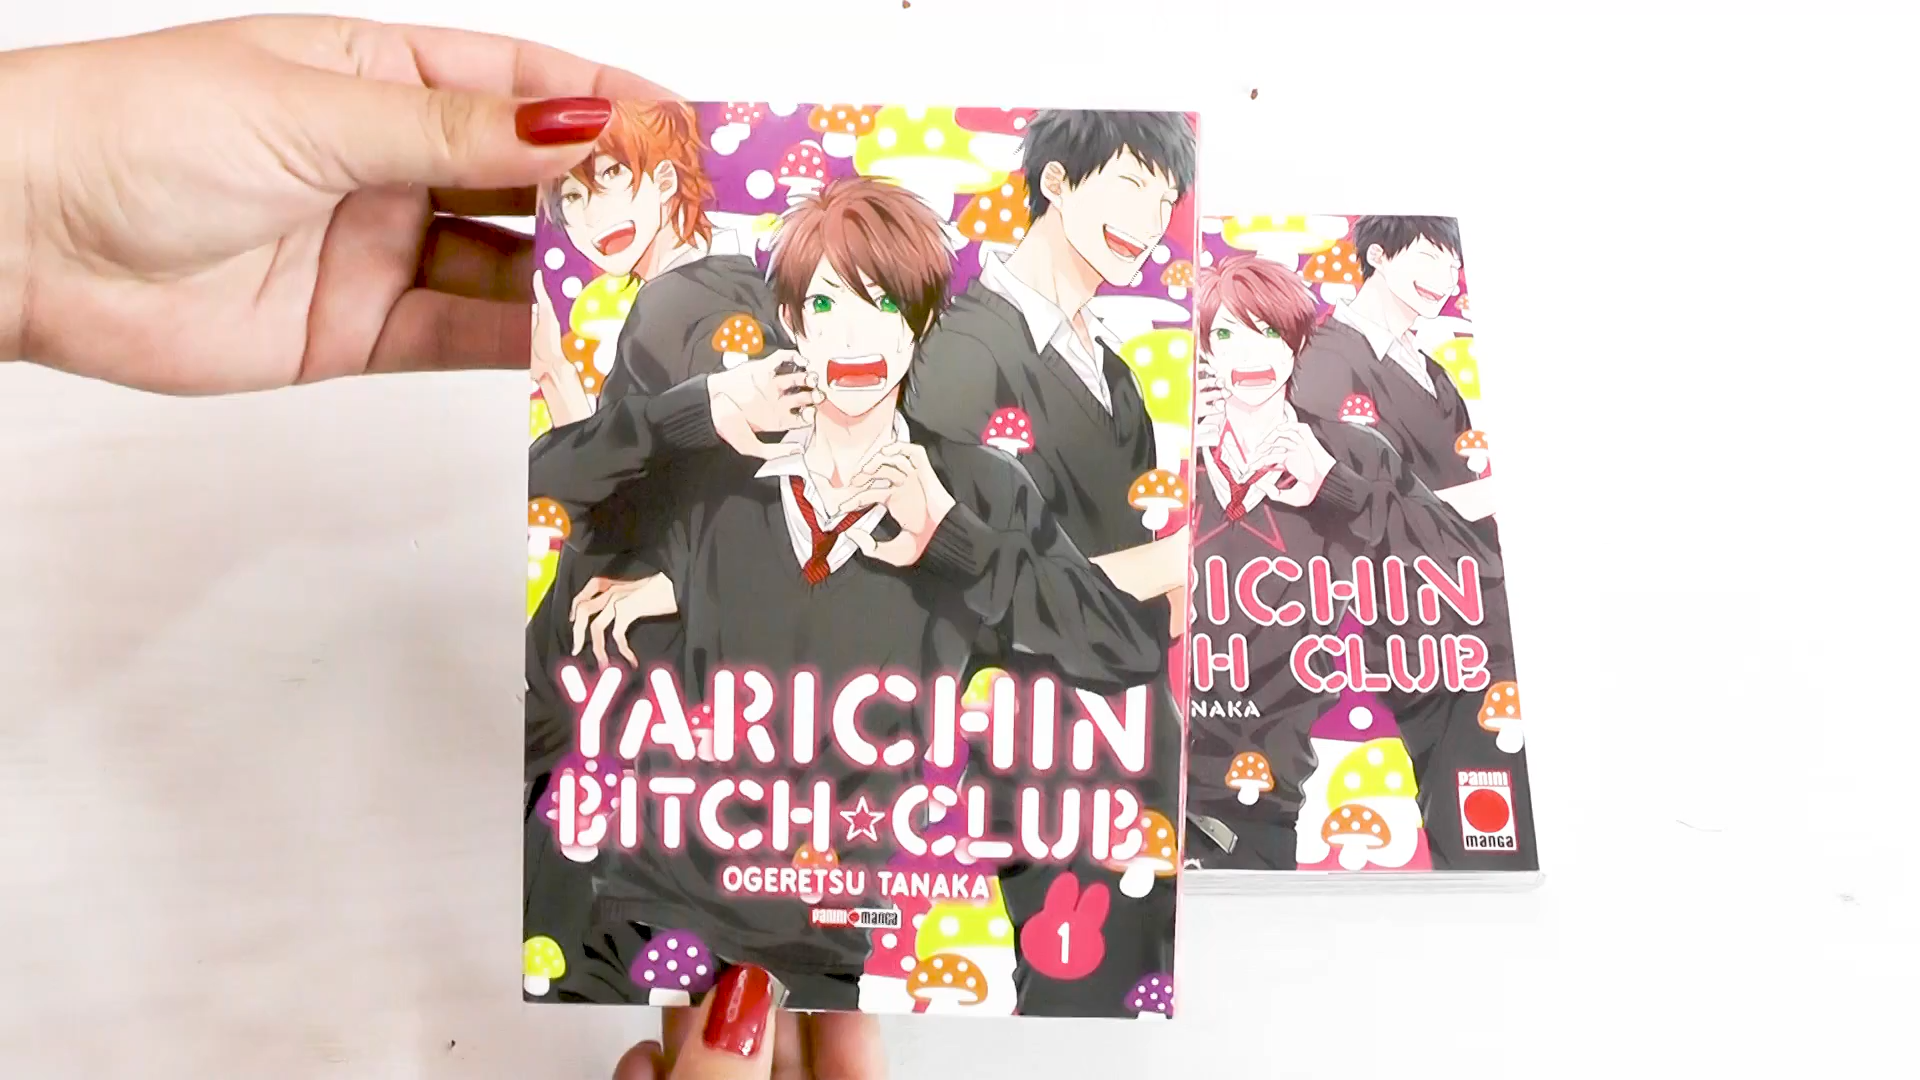 YARICHIN
BITCH☆CLUB
OGERETSU TANAKA
PANINI manga
1
RICHIN
H CLUB
NAKA
PANINI
manga